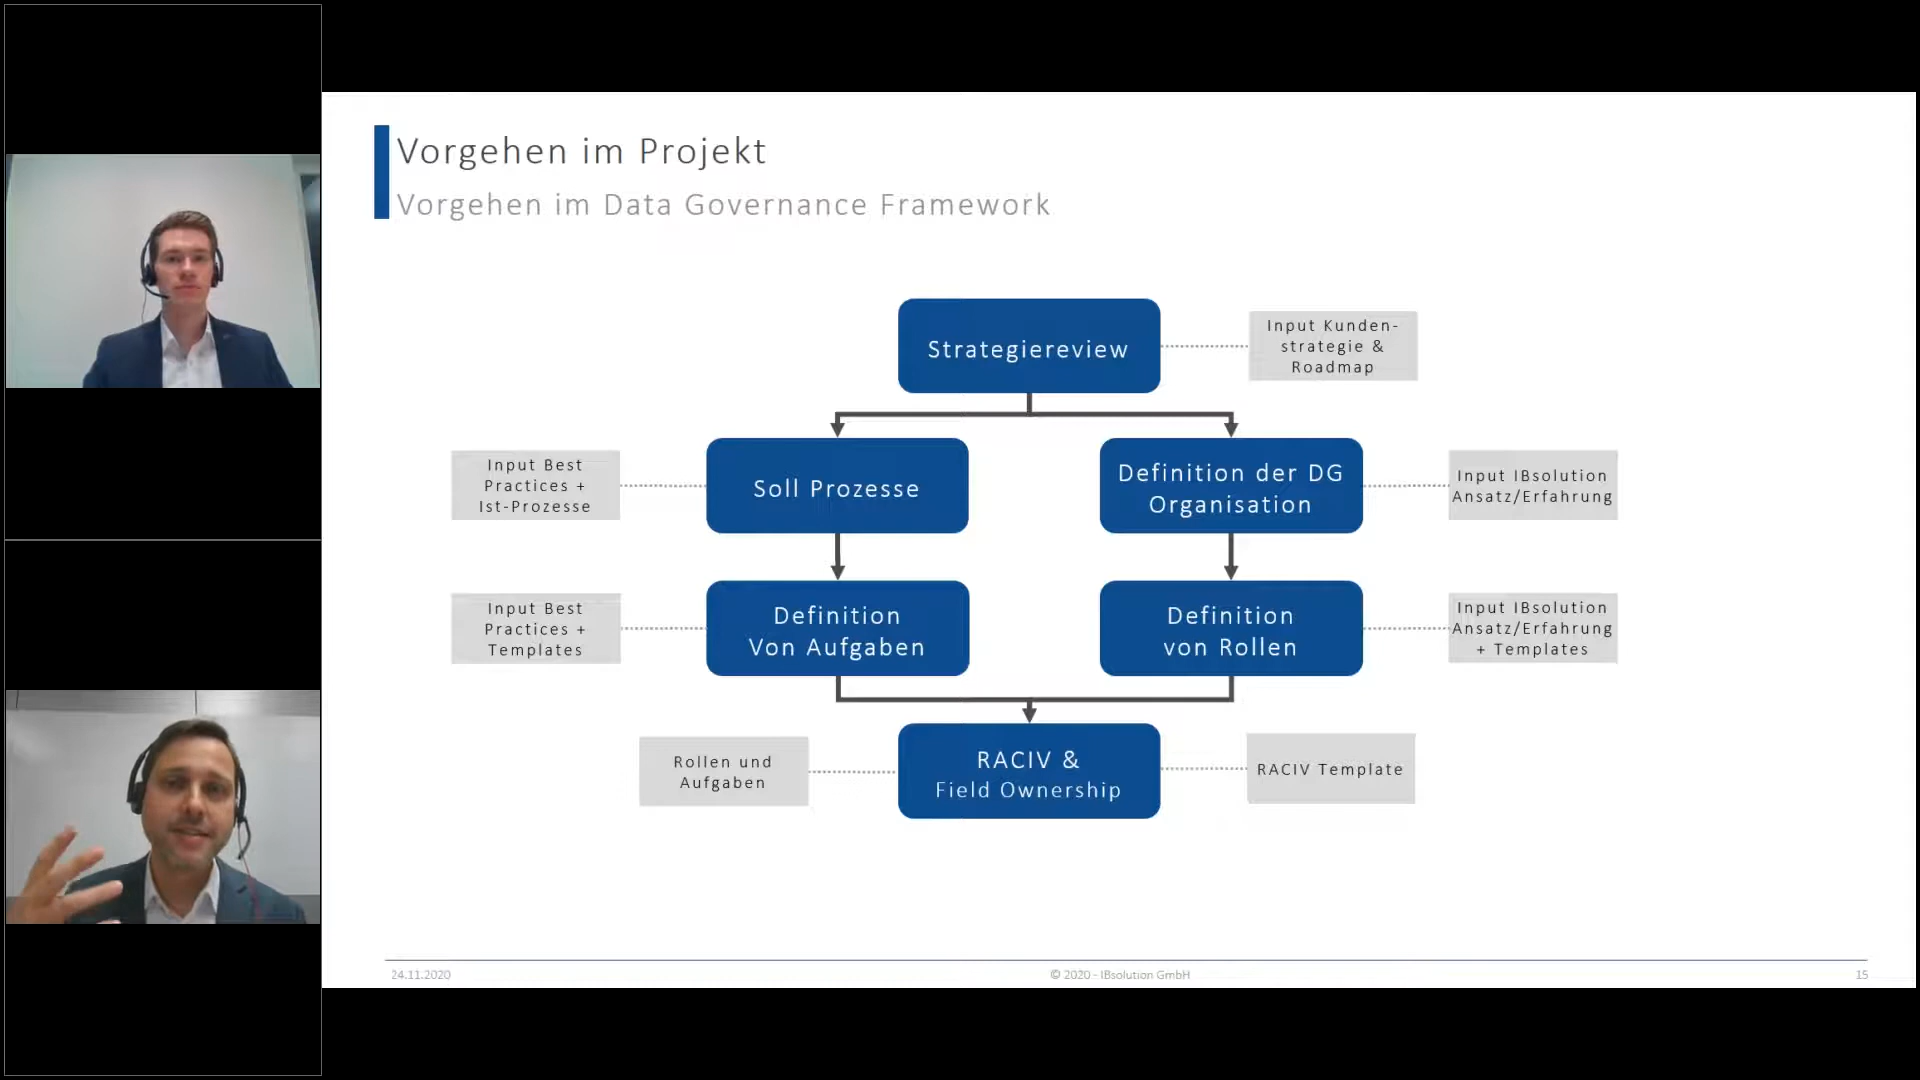 Vorgehen im Projekt
Vorgehen im Data Governance Framework
Strategiereview
Input Kunden-
strategie &
Roadmap
Input Best
Practices +
Ist-Prozesse
Soll Prozesse
Definition der DG
Organisation
Input IBsolution
Ansatz/Erfahrung
Input Best
Practices +
Templates
Definition
Von Aufgaben
Definition
von Rollen
Input IBsolution
Ansatz/Erfahrung
+ Templates
Rollen und
Aufgaben
RACIV &
Field Ownership
RACIV Template
24.11.2020
© 2020 - IBsolution GmbH
15